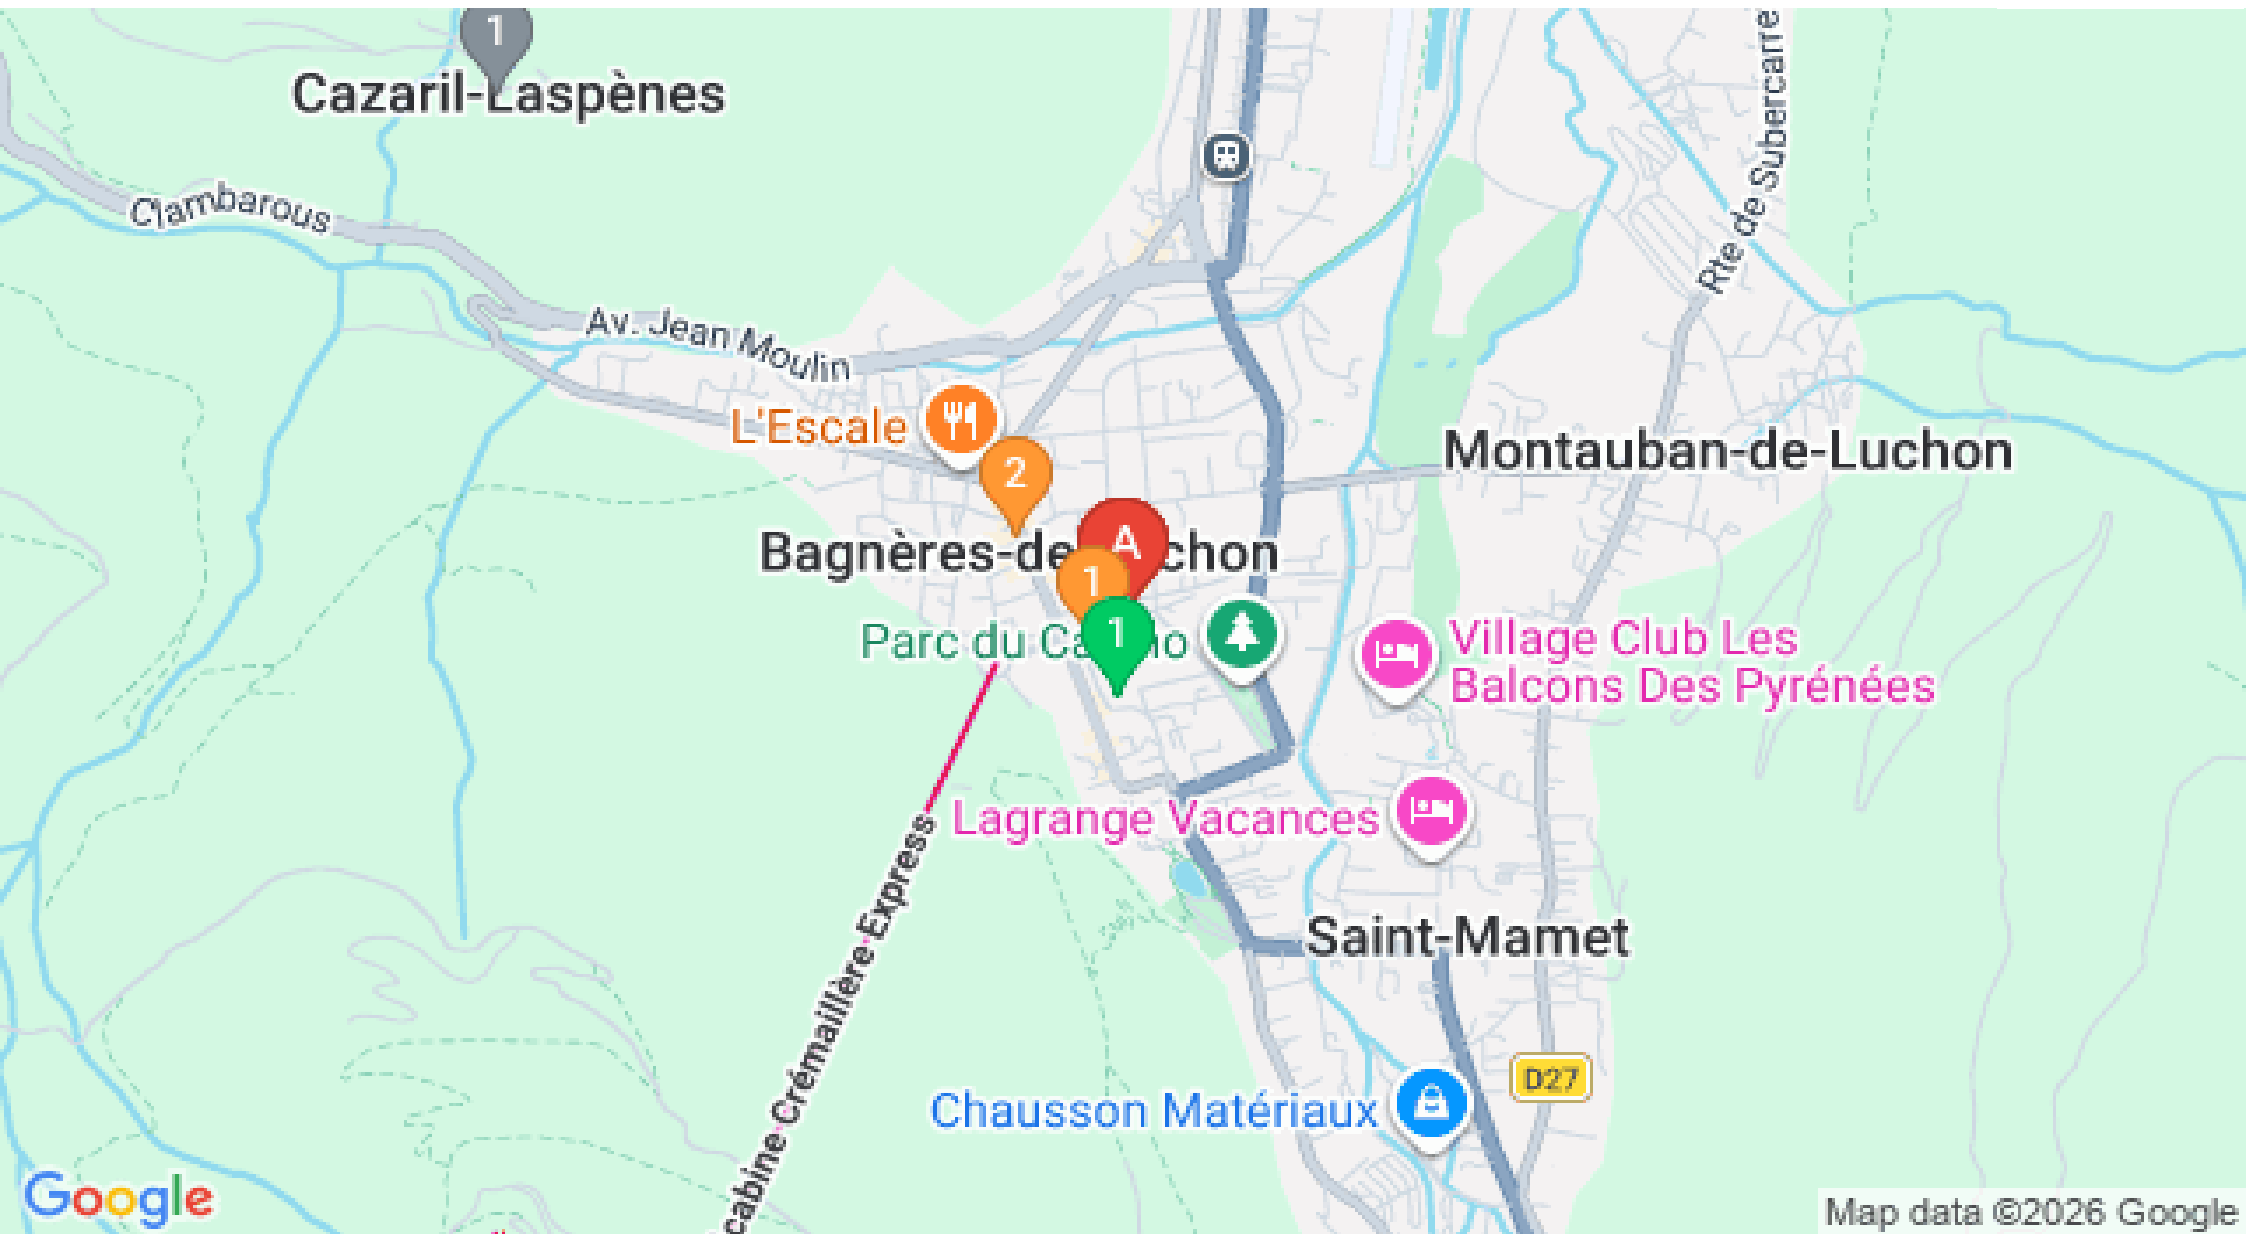 1
Cazaril-Laspènes
Clambarous
Rte de Subercarrè
Av. Jean Moulin
L'Escale
2
Montauban-de-Luchon
A
Bagnères-de- chon
1
1
Parc du Ca no
Village Club Les
Balcons Des Pyrénées
Lagrange Vacances
cabine Crémaillère Express
Saint-Mamet
D27
Chausson Matériaux
Google
Map data ©2026 Google